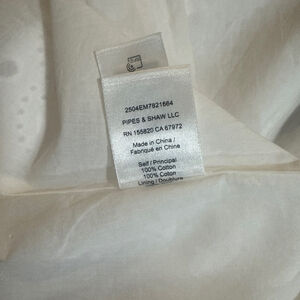 2504EM7821664
PIPES & SHAW LLC
RN 155820 CA 67972
Made in China /
Fabriqué en Chine
Self / Principal
100% Cotton
100% Coton
Lining / Doublure